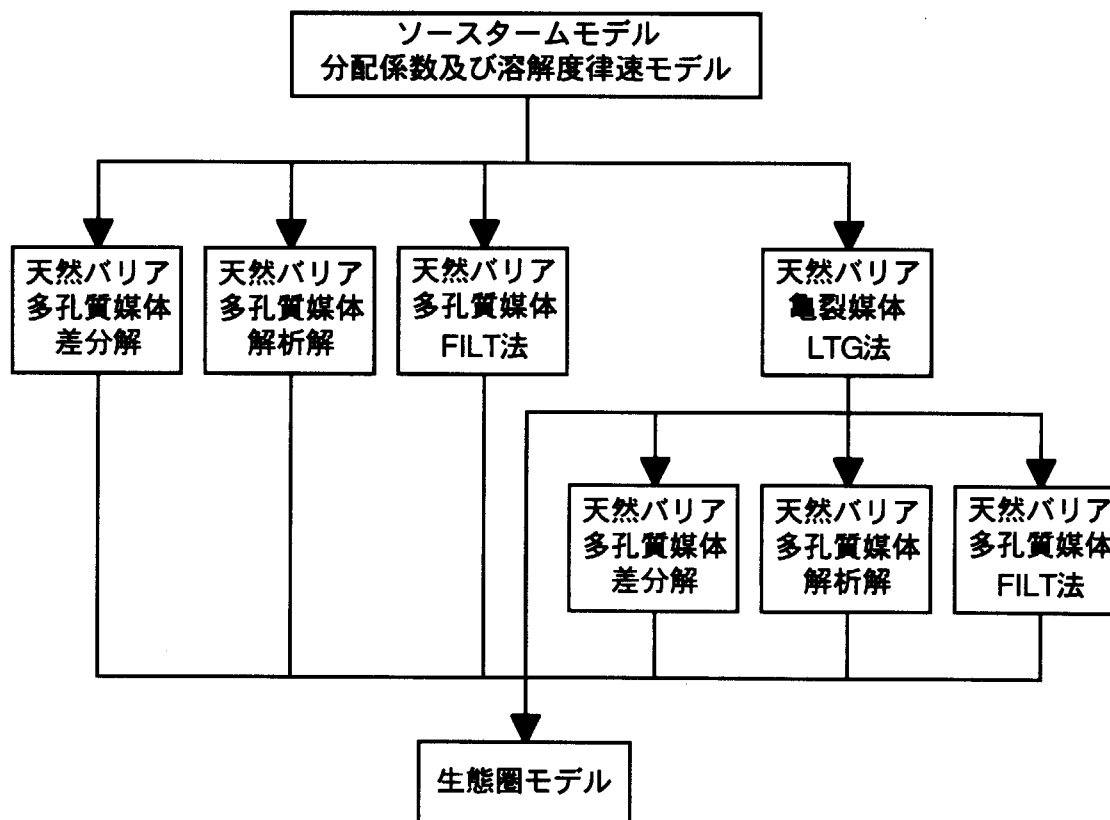 ソースタームモデル
分配係数及び溶解度律速モデル
天然バリア
多孔質媒体
差分解
天然バリア
多孔質媒体
解析解
天然バリア
多孔質媒体
FILT法
天然バリア
亀裂媒体
LTG法
天然バリア
多孔質媒体
差分解
天然バリア
多孔質媒体
解析解
天然バリア
多孔質媒体
FILT法
生態圏モデル